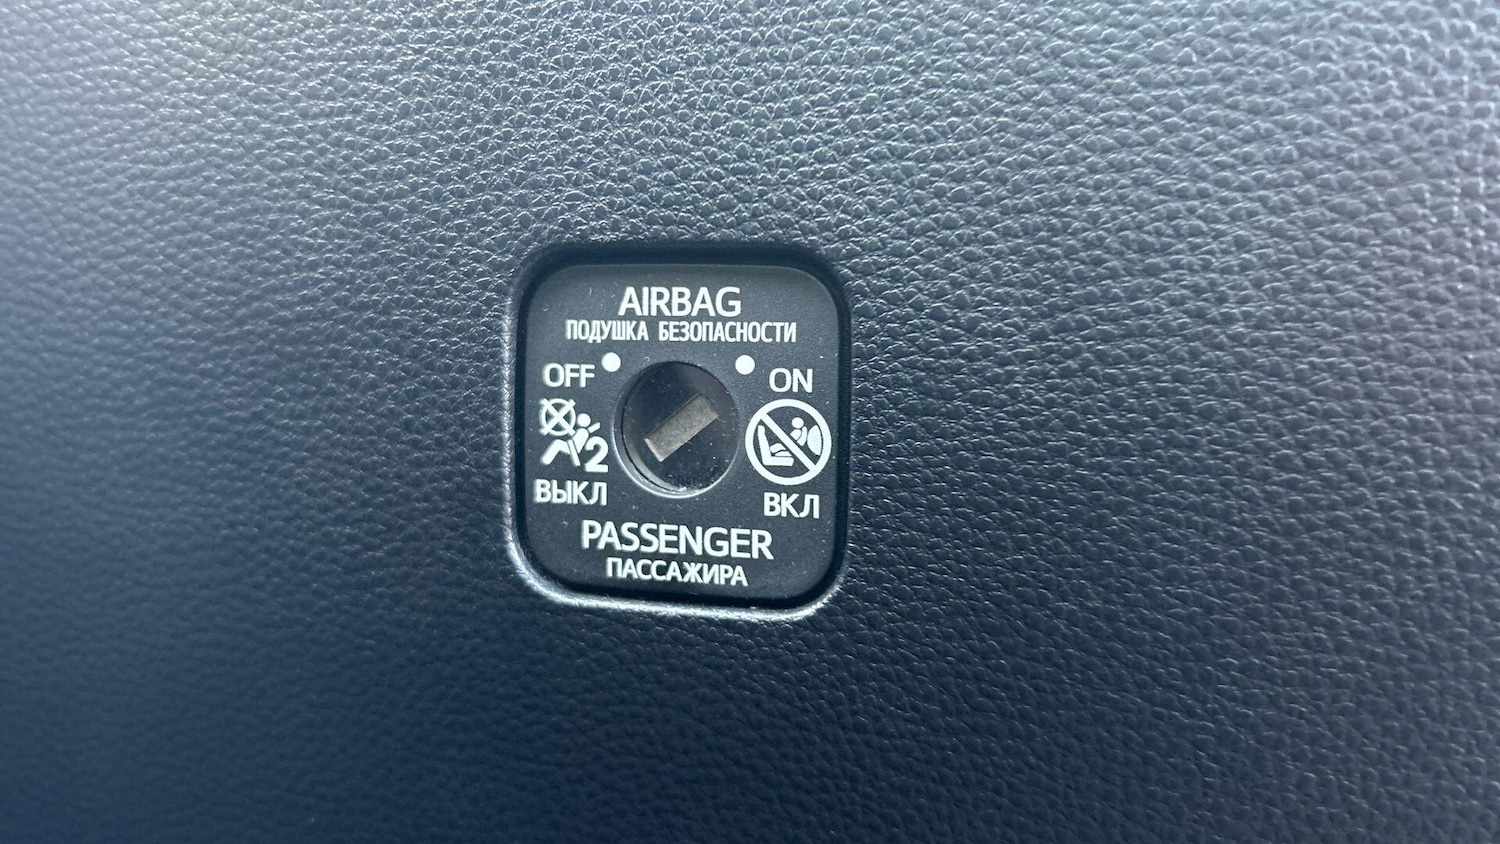 AIRBAG
ПОДУШКА БЕЗОПАСНОСТИ
OFF
ON
2
ВЫКЛ
ВКЛ
PASSENGER
ПАССАЖИРА